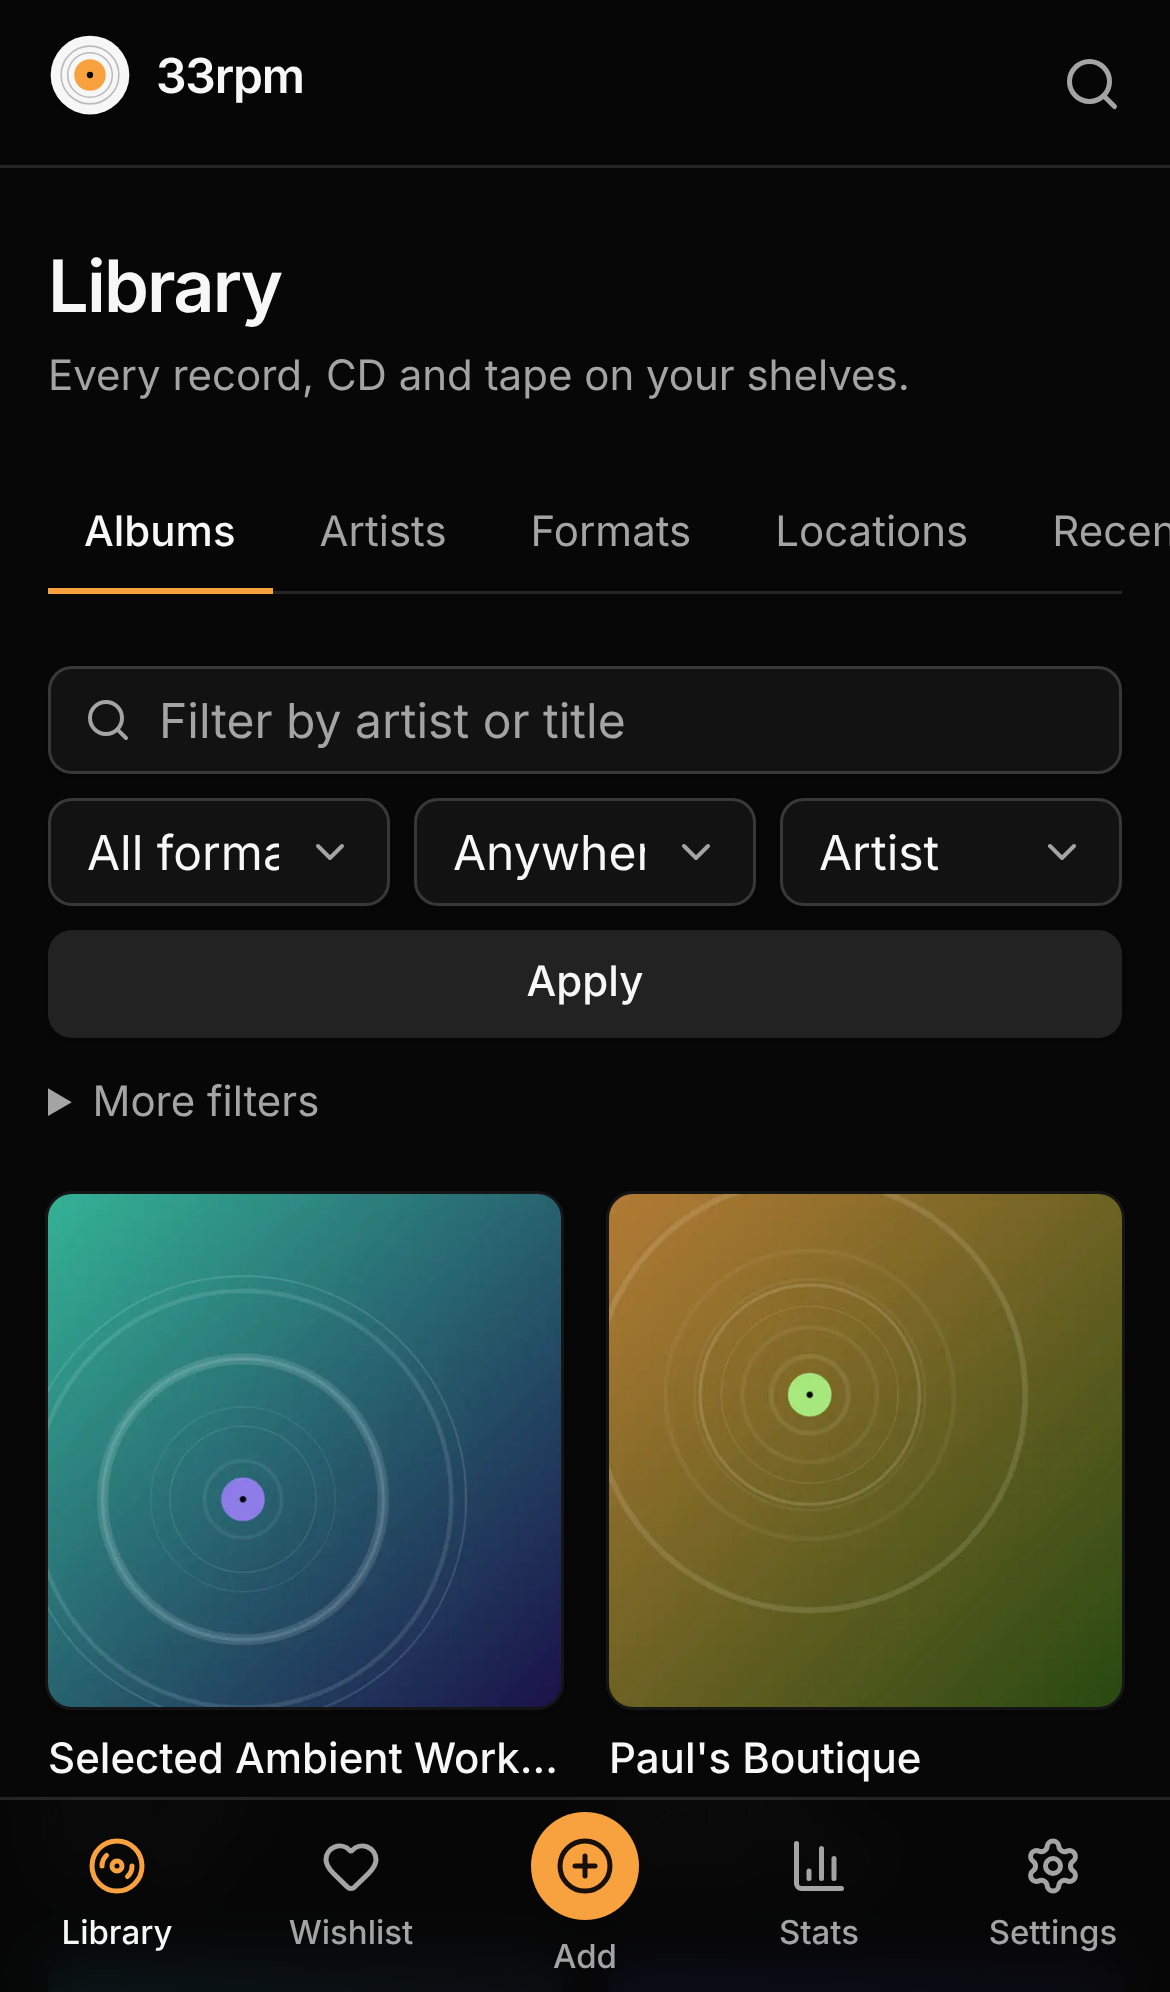 33rpm
Library
Every record, CD and tape on your shelves.
Albums Artists Formats Locations Recen
Filter by artist or title
All forma Anywher Artist
Apply
More filters
Selected Ambient Work... Paul's Boutique
Library Wishlist Add Stats Settings